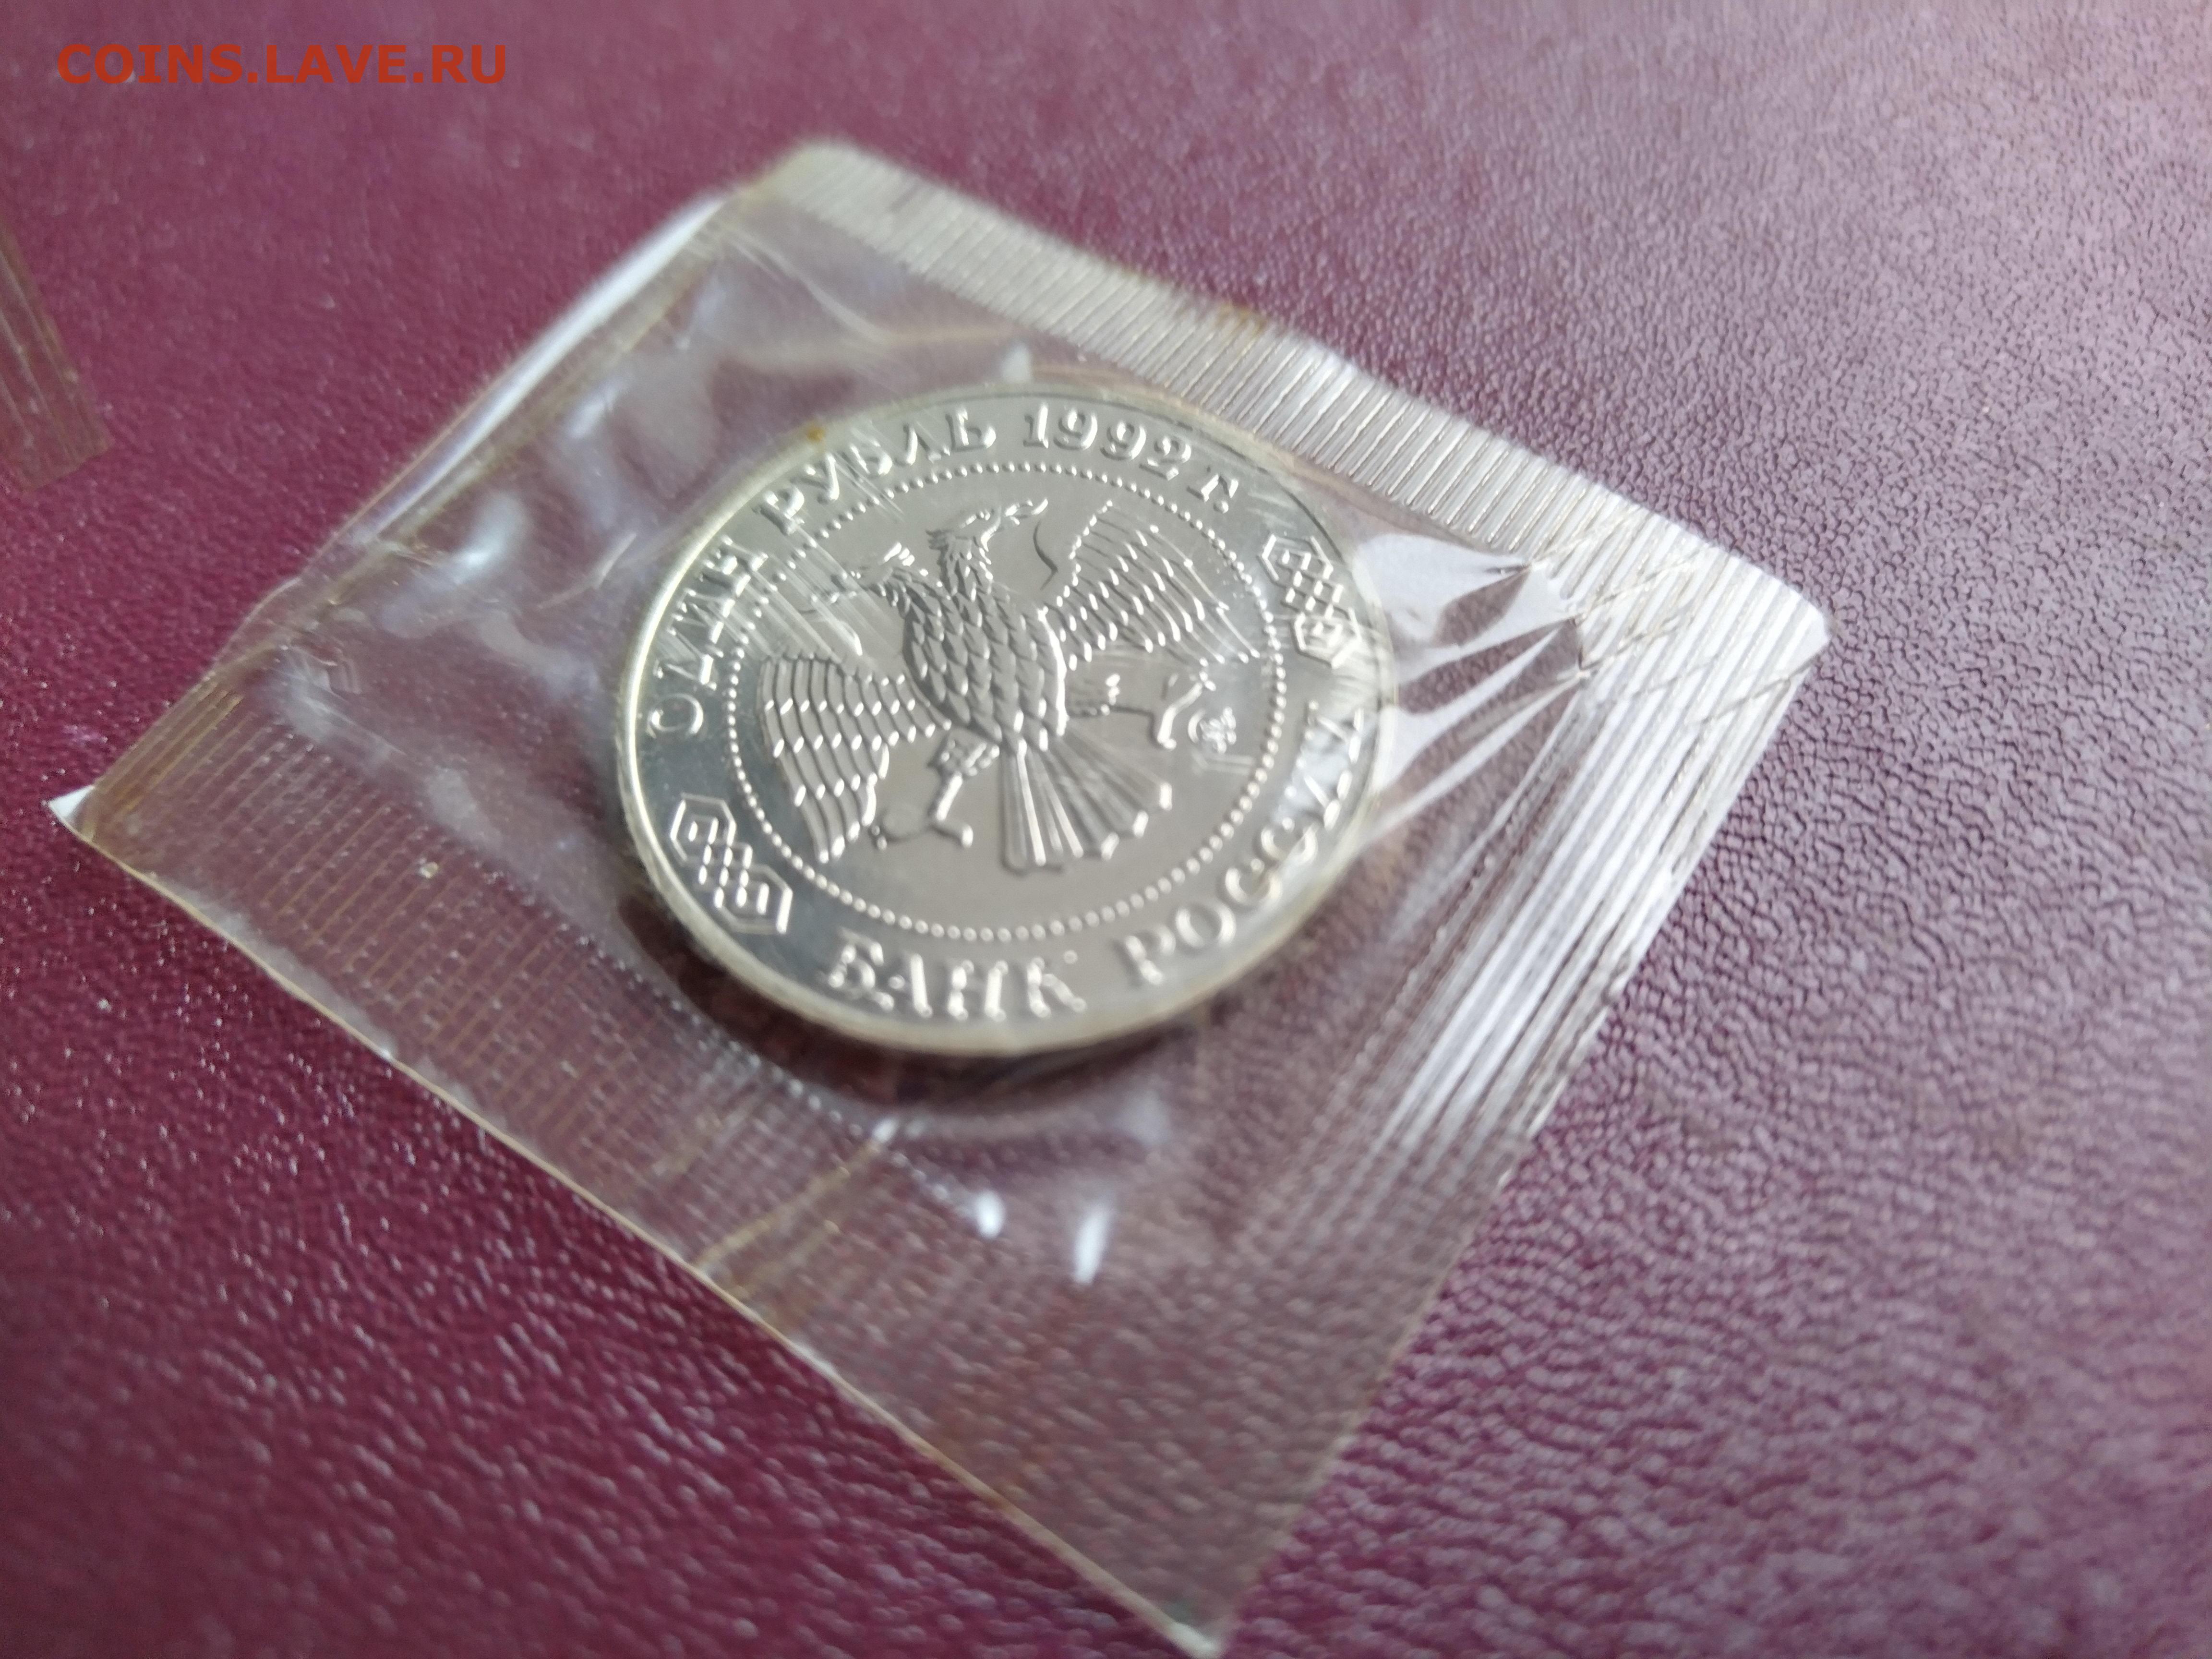 COINS.LAVE.RU
ОДИН РУБЛЬ 1992 г.
БАНК РОССИИ